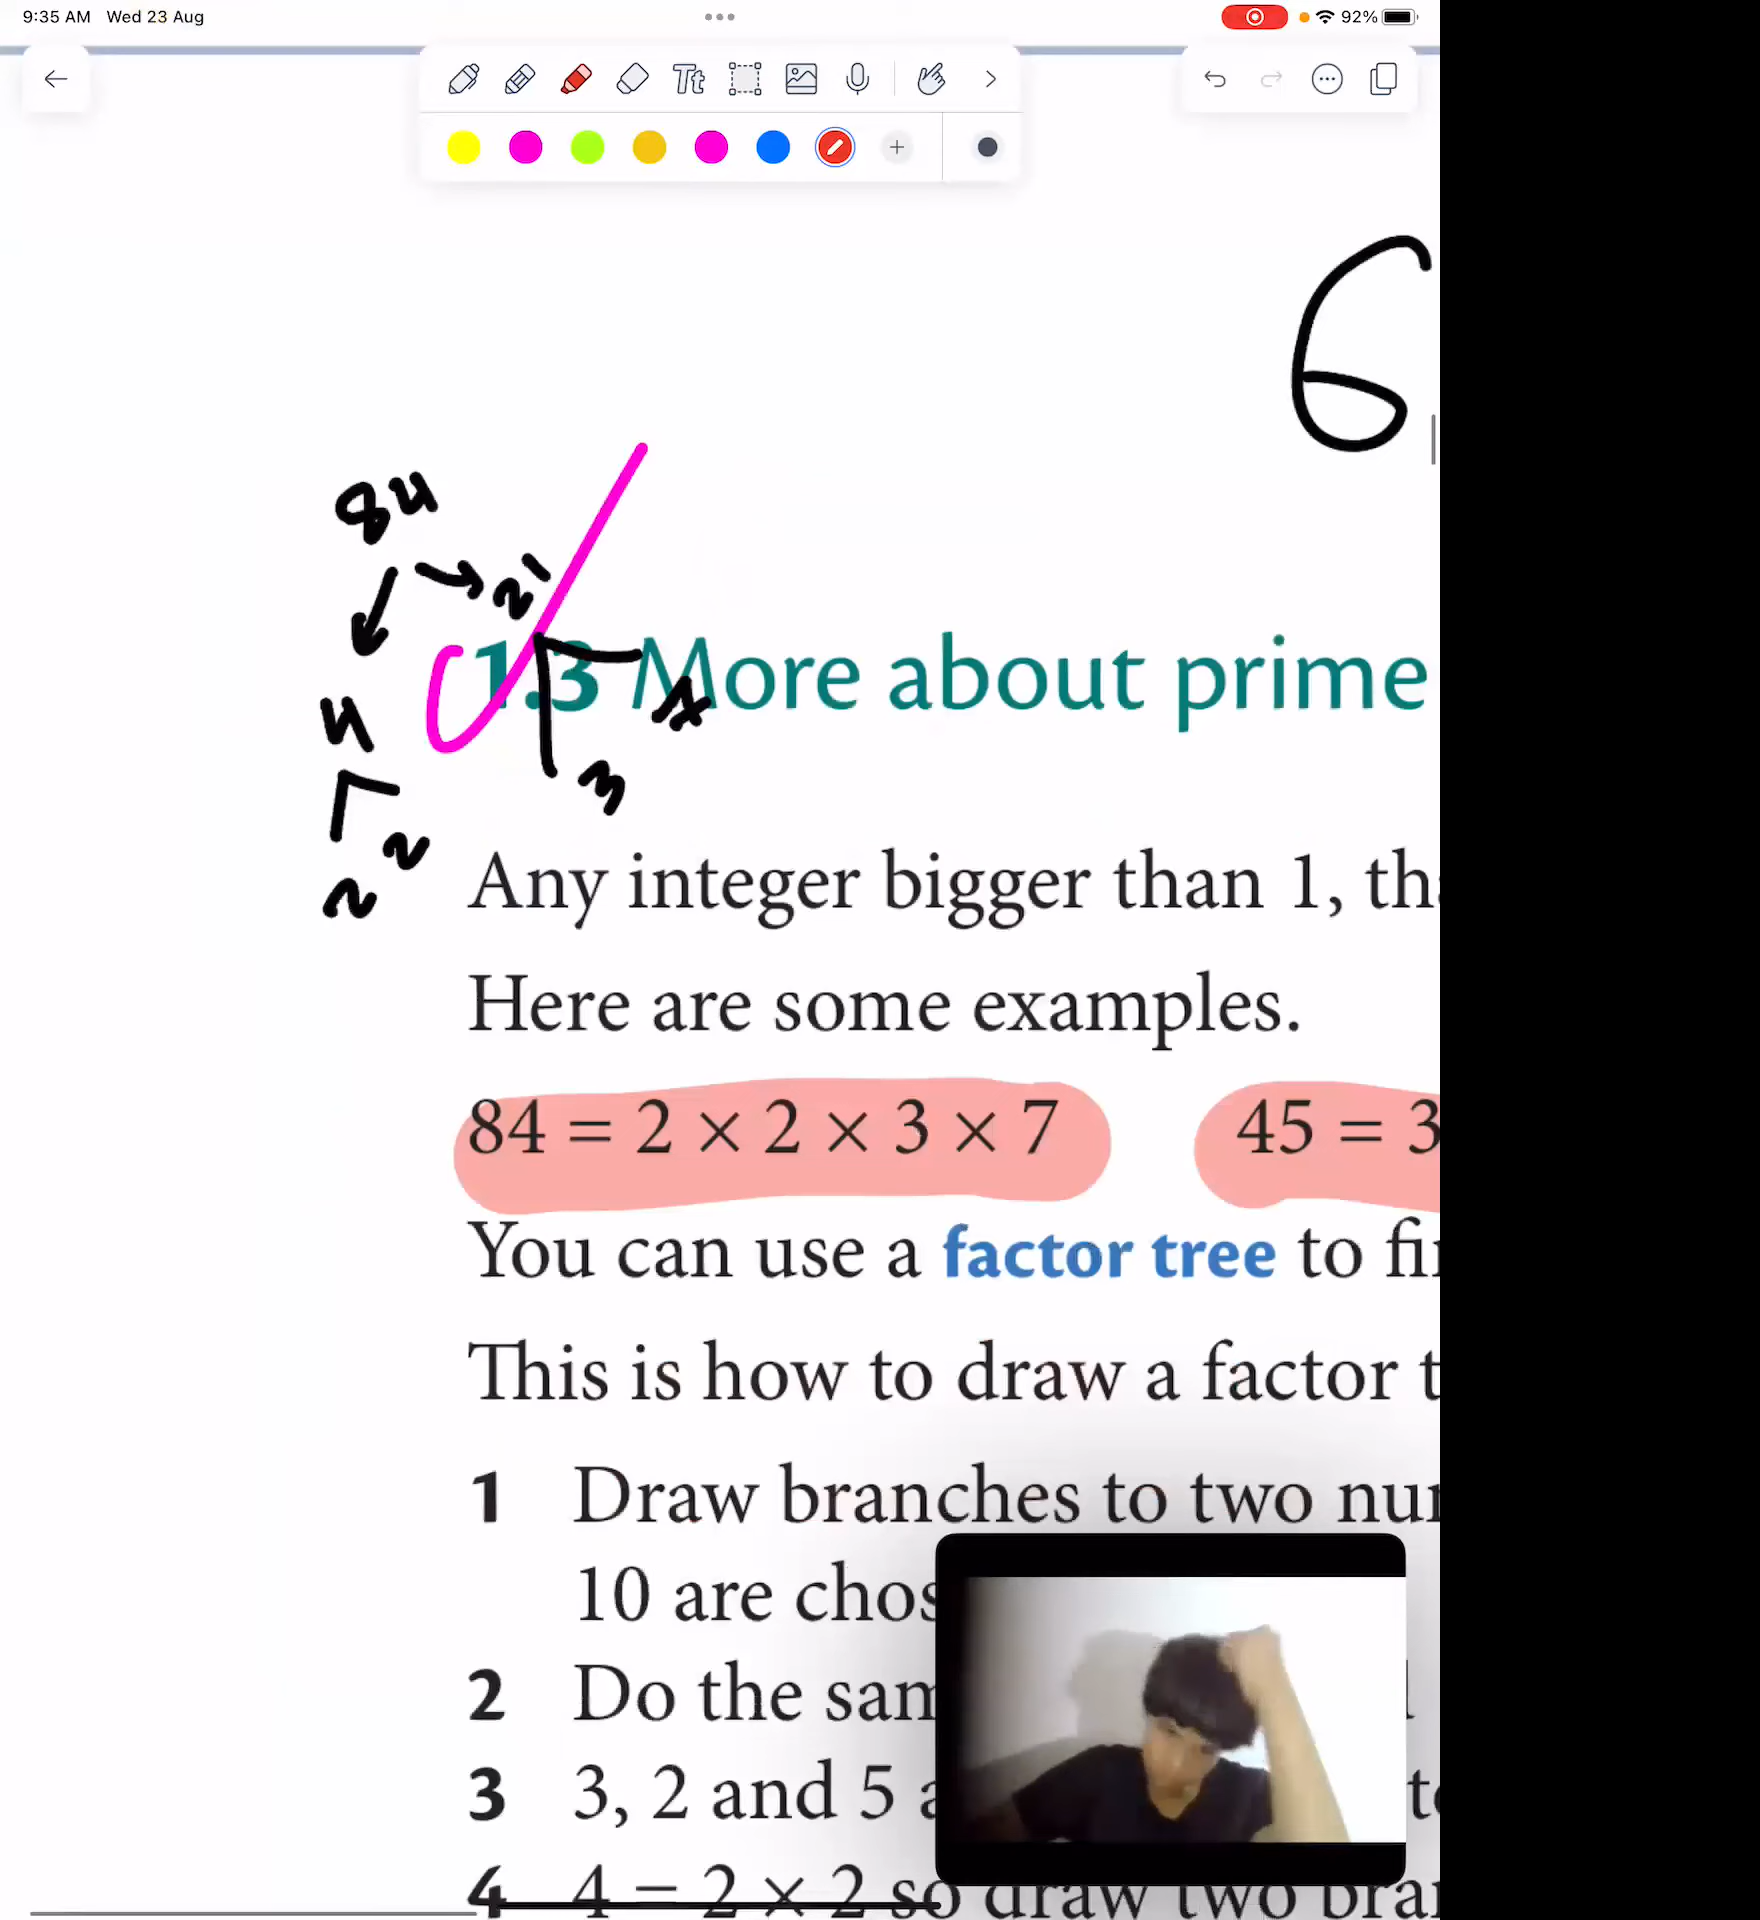 9:35 AM Wed 23 Aug
92%
Tt
6
84
21
1.3 More about prime
4
7
3
2
2
Any integer bigger than 1, th
Here are some examples.
84 = 2 × 2 × 3 × 7
45 = 3
You can use a factor tree to fi
This is how to draw a factor t
1 Draw branches to two nu
10 are chos
2 Do the sam
3 3, 2 and 5
4 4 = 2 × 2 so draw two bra